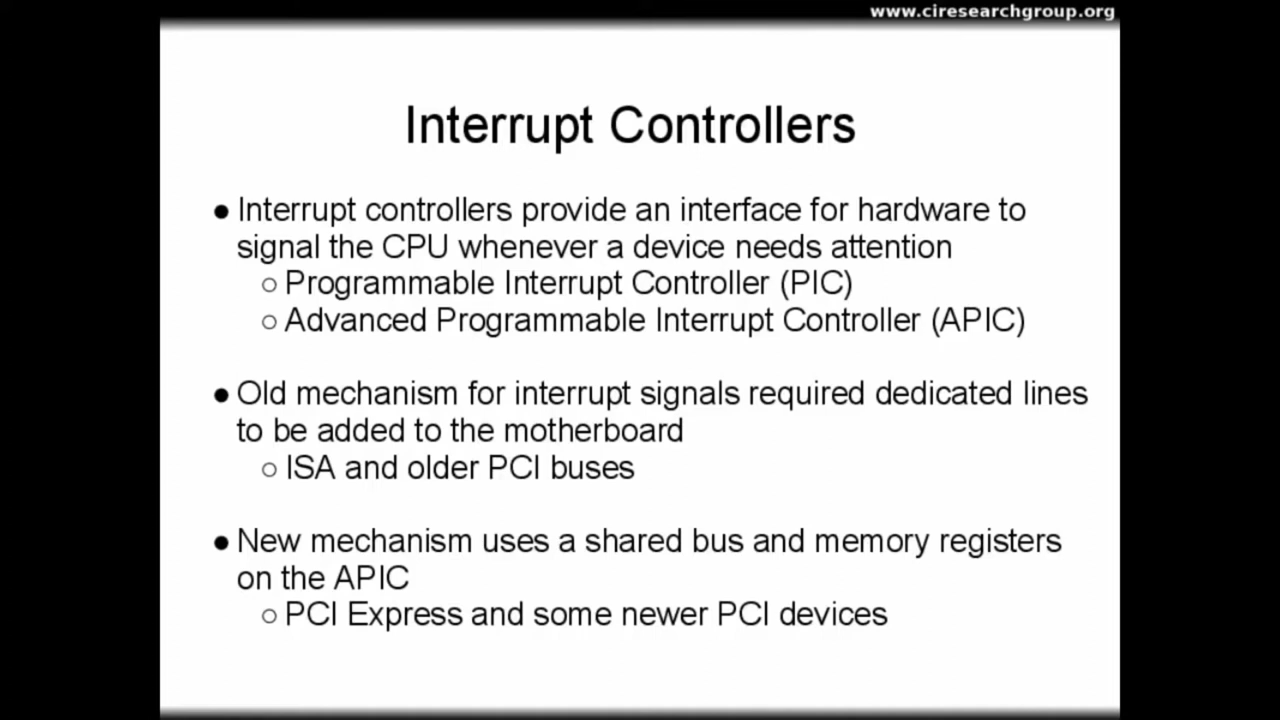 www.ciresearchgroup.org
Interrupt Controllers
● Interrupt controllers provide an interface for hardware to
signal the CPU whenever a device needs attention
○ Programmable Interrupt Controller (PIC)
○ Advanced Programmable Interrupt Controller (APIC)
● Old mechanism for interrupt signals required dedicated lines
to be added to the motherboard
○ ISA and older PCI buses
● New mechanism uses a shared bus and memory registers
on the APIC
○ PCI Express and some newer PCI devices